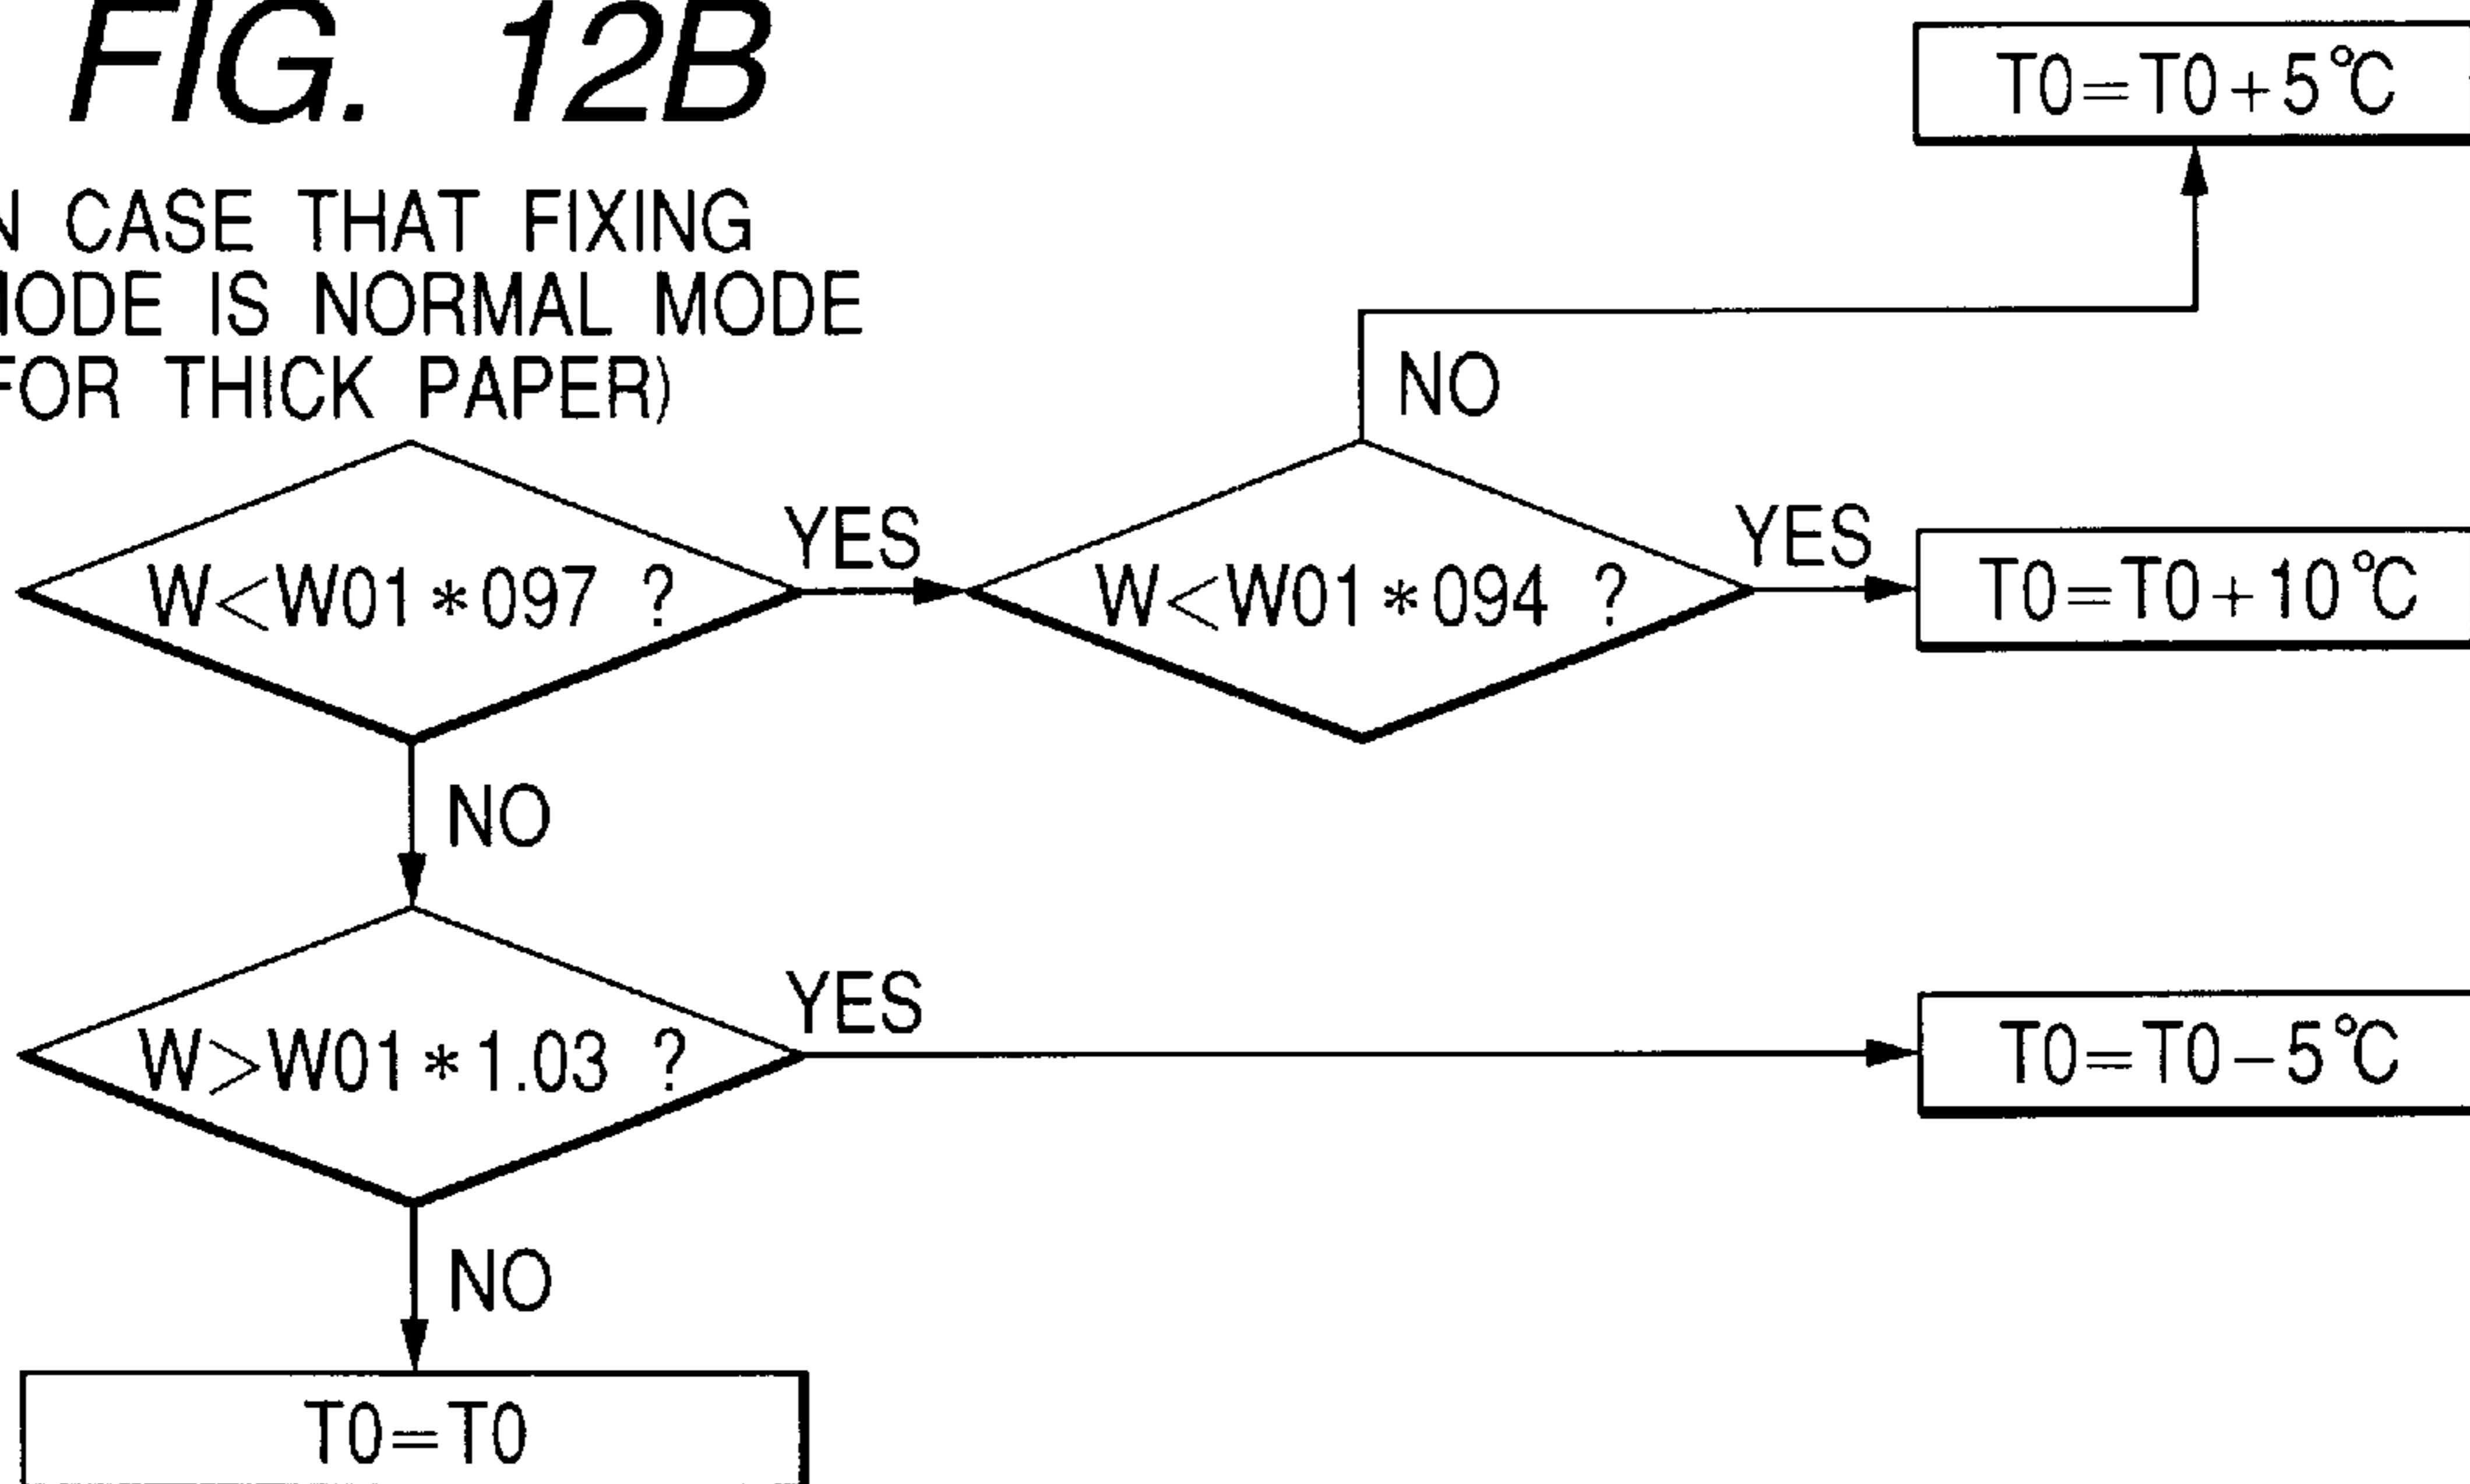 FIG. 12B
T0=T0+5°C
N CASE THAT FIXING
MODE IS NORMAL MODE
FOR THICK PAPER)
NO
YES
YES
W<W01*097 ?
W<W01*094 ?
T0=T0+10°C
NO
YES
W>W01*1.03 ?
T0=T0-5°C
NO
T0=T0